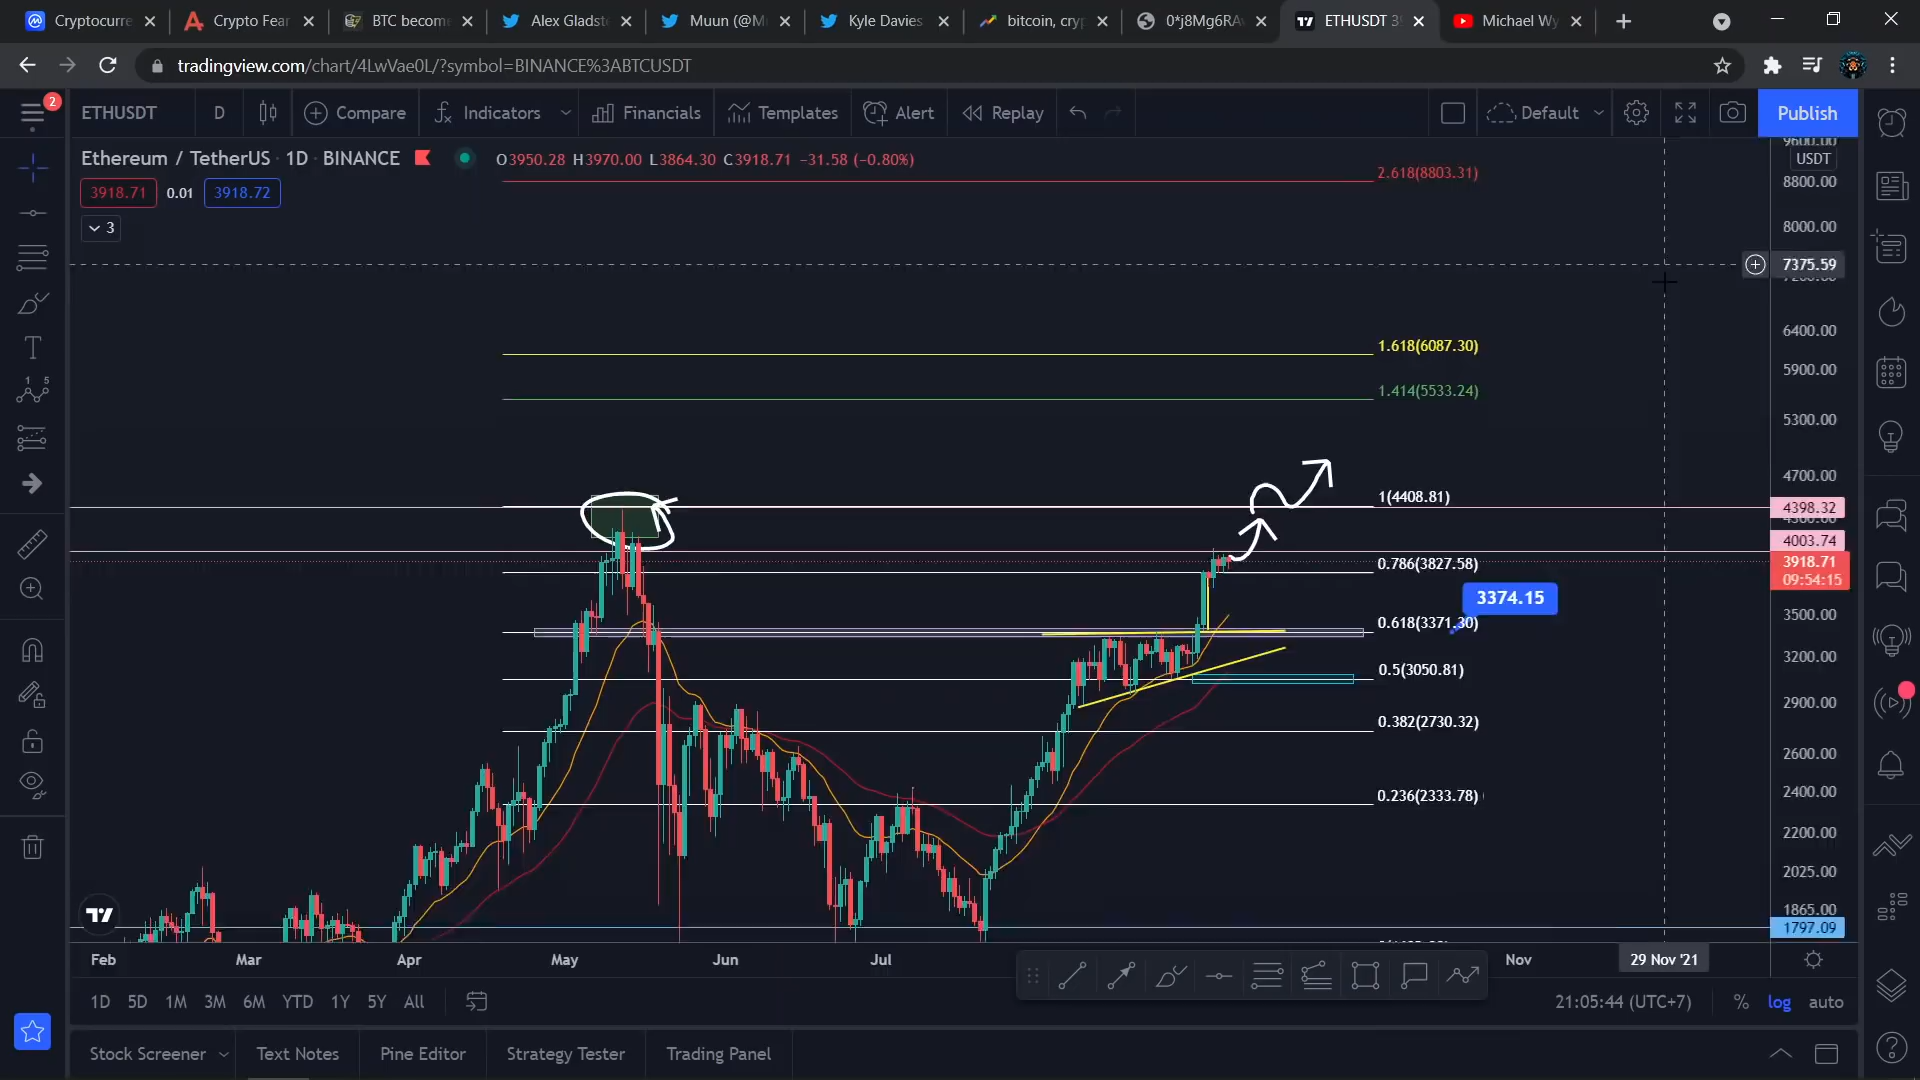 Cryptocurre
Crypto Fear
BTC becom
Alex Gladst
Muun (@M
Kyle Davies
bitcoin, cryp
0*j8Mg6RA
ETHUSDT 3
Michael Wy
tradingview.com/chart/4LwVae0L/?symbol=BINANCE%3ABTCUSDT
2
ETHUSDT
D
Compare
Indicators
Financials
Templates
Alert
Replay
Default
Publish
Ethereum / TetherUS · 1D · BINANCE
O3950.28 H3970.00 L3864.30 C3918.71 −31.58 (−0.80%)
3918.71
0.01
3918.72
3
2.618(8803.31)
1.618(6087.30)
1.414(5533.24)
1(4408.81)
0.786(3827.58)
3374.15
0.618(3371.30)
0.5(3050.81)
0.382(2730.32)
0.236(2333.78)
USDT
8800.00
8000.00
7375.59
6400.00
5900.00
5300.00
4700.00
4398.32
4003.74
3918.71
09:54:15
3500.00
3200.00
2900.00
2600.00
2400.00
2200.00
2025.00
1865.00
1797.09
1 5
Feb
Mar
Apr
May
Jun
Jul
Nov
29 Nov '21
1D
5D
1M
3M
6M
YTD
1Y
5Y
All
21:05:44 (UTC+7)
%
log
auto
Stock Screener
Text Notes
Pine Editor
Strategy Tester
Trading Panel